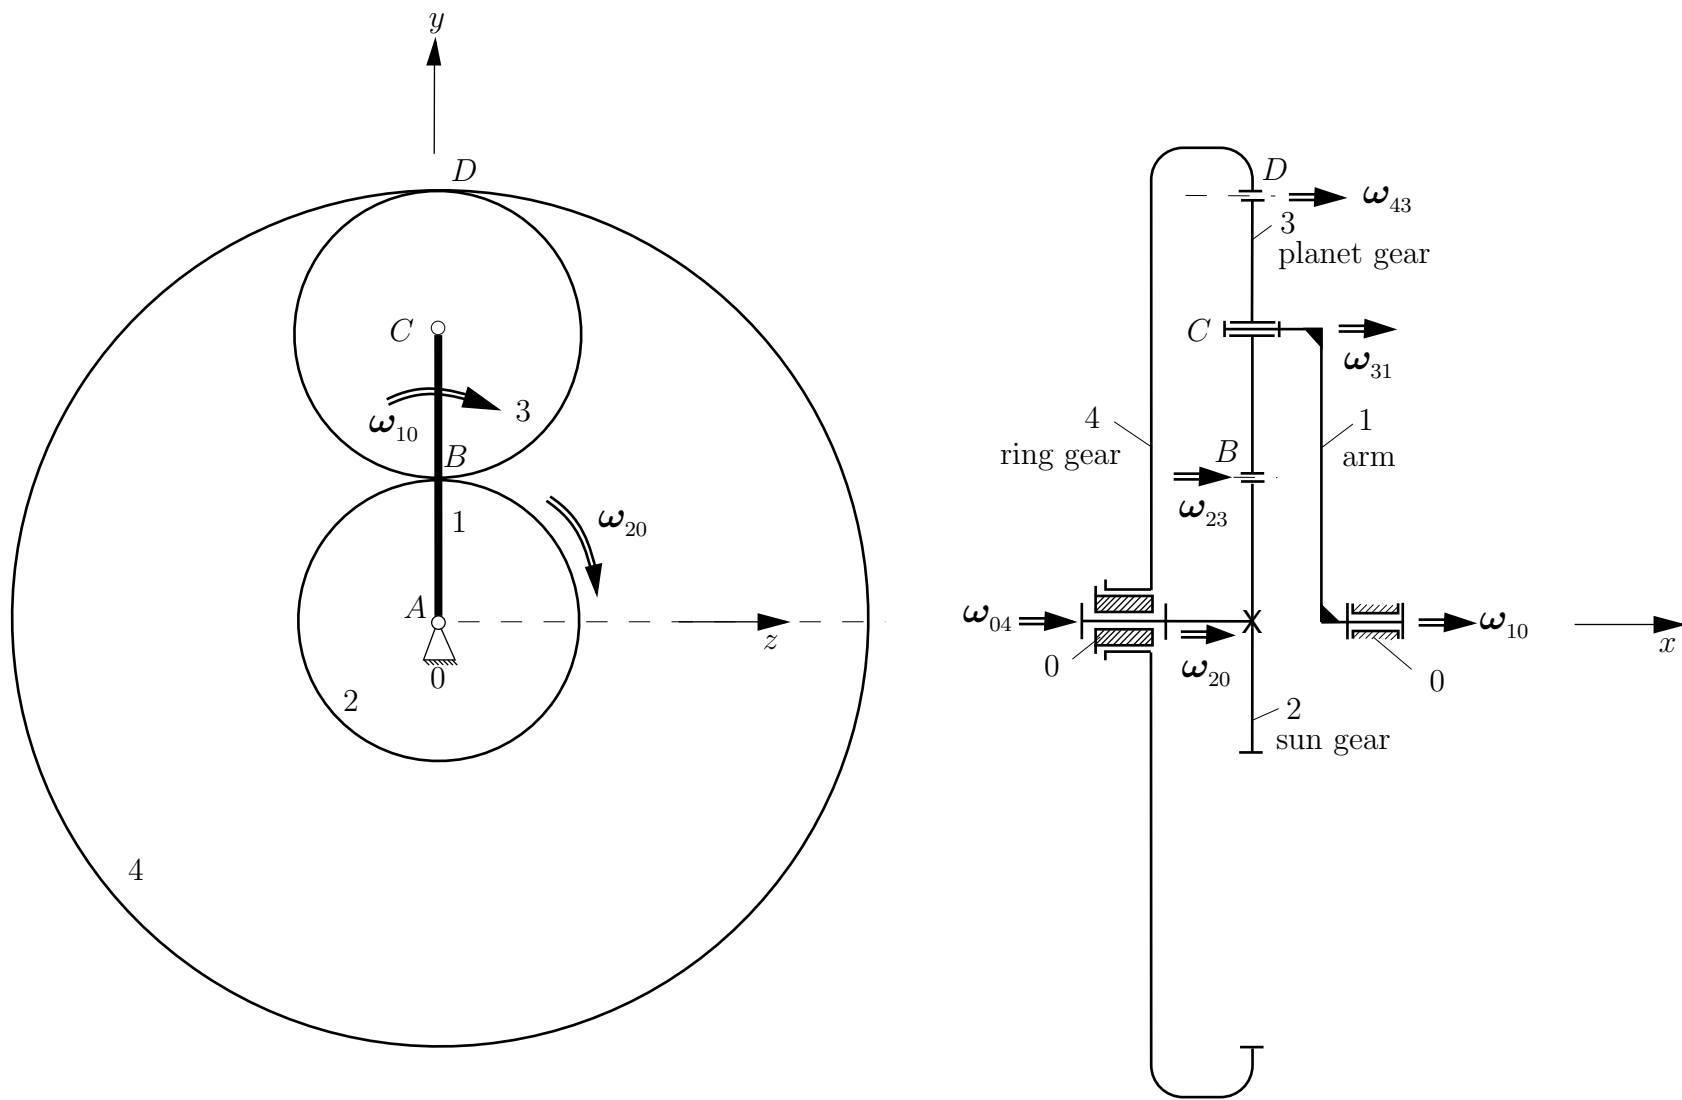 y
D
C
ω₁₀
3
B
1
ω₂₀
A
z
0
2
4
D
ω₄₃
3
planet gear
C
ω₃₁
4
ring gear
1
arm
B
ω₂₃
ω₀₄
ω₁₀
x
0
ω₂₀
0
2
sun gear